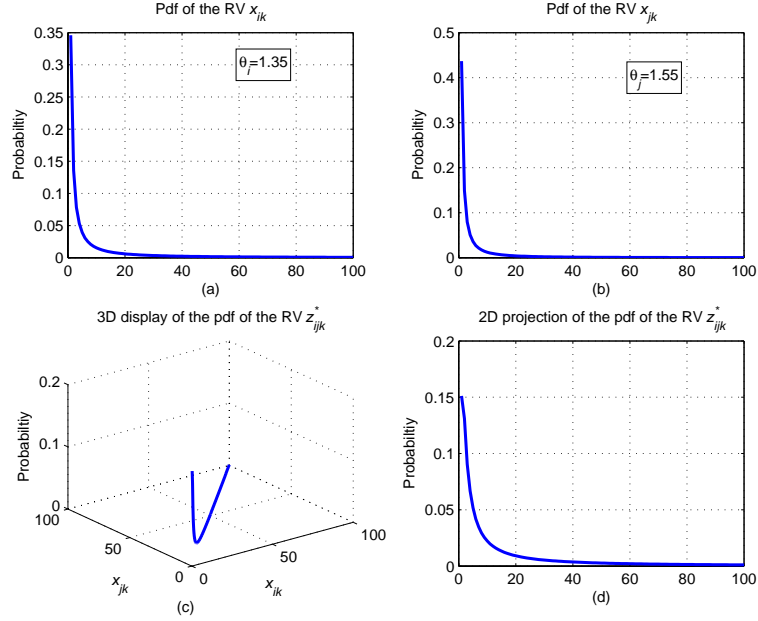 Pdf of the RV x_ik
0.35
0.3
0.25
0.2
0.15
0.1
0.05
0
Probabiltiy
θ_i=1.35
0 20 40 60 80 100
(a)
Pdf of the RV x_jk
0.5
0.4
0.3
0.2
0.1
0
Probabiltiy
θ_j=1.55
0 20 40 60 80 100
(b)
3D display of the pdf of the RV z*_ijk
0.2
0.1
0
Probabiltiy
100
50
0
x_jk
0
50
100
x_ik
(c)
2D projection of the pdf of the RV z*_ijk
0.2
0.15
0.1
0.05
0
Probabiltiy
0 20 40 60 80 100
(d)